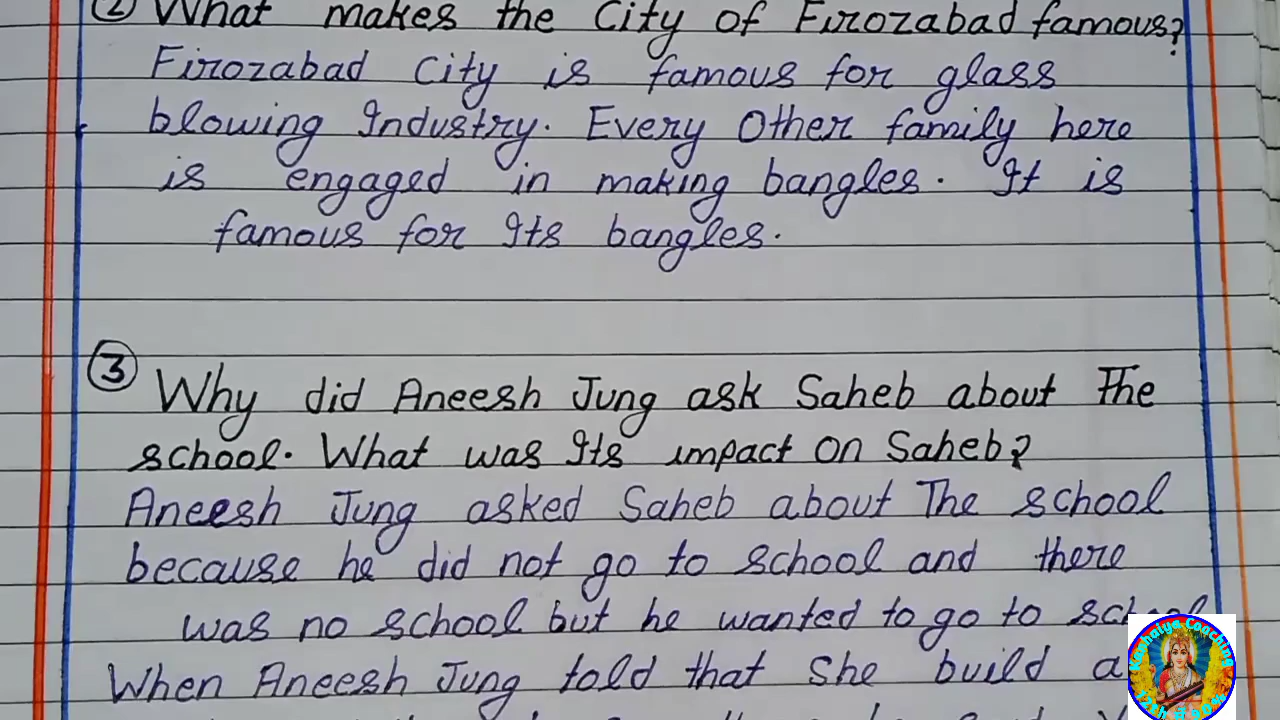 ② What makes the City of Firozabad famous?
Firozabad City is famous for glass
blowing Industry. Every Other family here
is engaged in making bangles. It is
famous for Its bangles.
③ Why did Aneesh Jung ask Saheb about The
school. What was Its impact on Saheb?
Aneesh Jung asked Saheb about The school
because he did not go to school and there
was no school but he wanted to go to school
When Aneesh Jung told that She build a
Kanhaiya Coaching